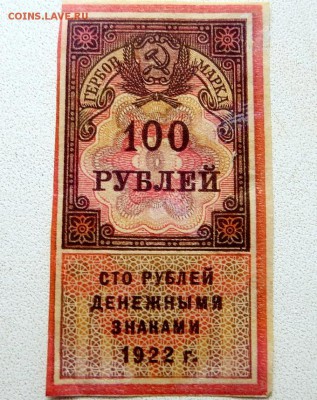 COINS.LAVE.RU
ГЕРБОВ. МАРКА
100
РУБЛЕЙ
СТО РУБЛЕЙ
ДЕНЕЖНЫМЯ
ЗНАКАМИ
1922 г.